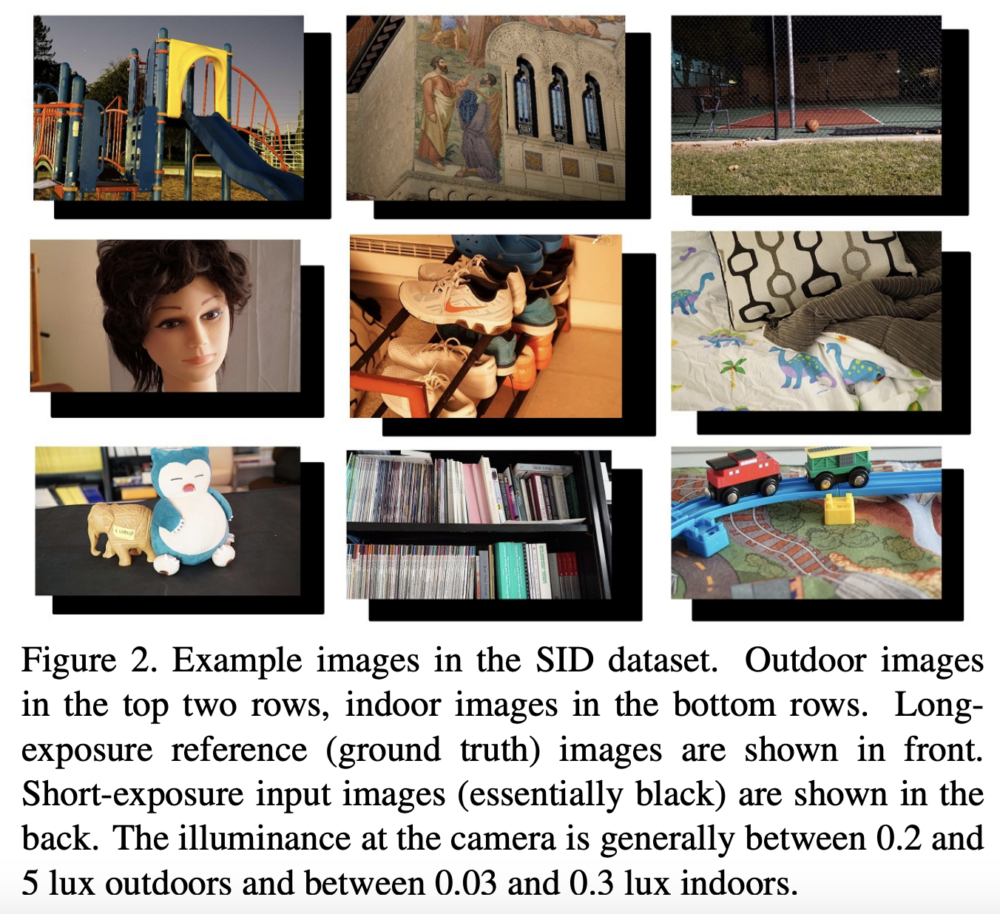 Figure 2. Example images in the SID dataset. Outdoor images
in the top two rows, indoor images in the bottom rows. Long-
exposure reference (ground truth) images are shown in front.
Short-exposure input images (essentially black) are shown in the
back. The illuminance at the camera is generally between 0.2 and
5 lux outdoors and between 0.03 and 0.3 lux indoors.